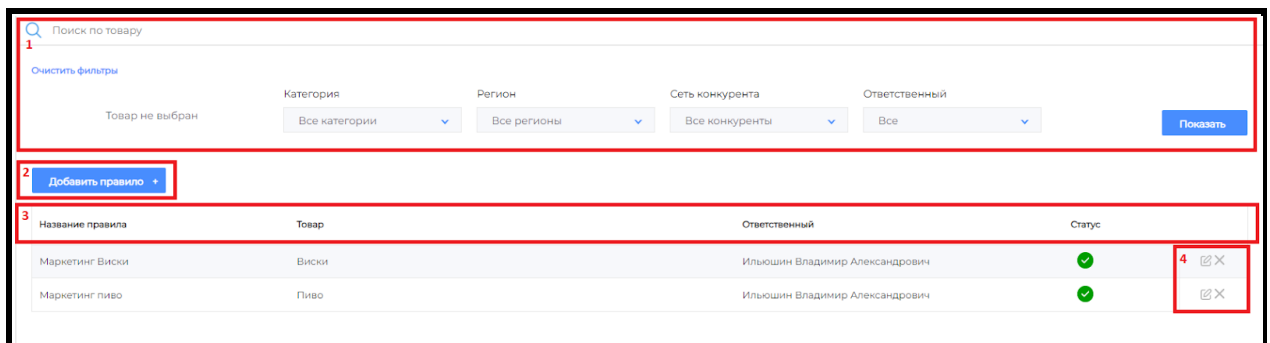 Поиск по товару
1
Очистить фильтры
Категория Регион Сеть конкурента Ответственный
Товар не выбран Все категории Все регионы Все конкуренты Все Показать
2 Добавить правило +
3 Название правила Товар Ответственный Статус
Маркетинг Виски Виски Ильюшин Владимир Александрович 4
Маркетинг пиво Пиво Ильюшин Владимир Александрович